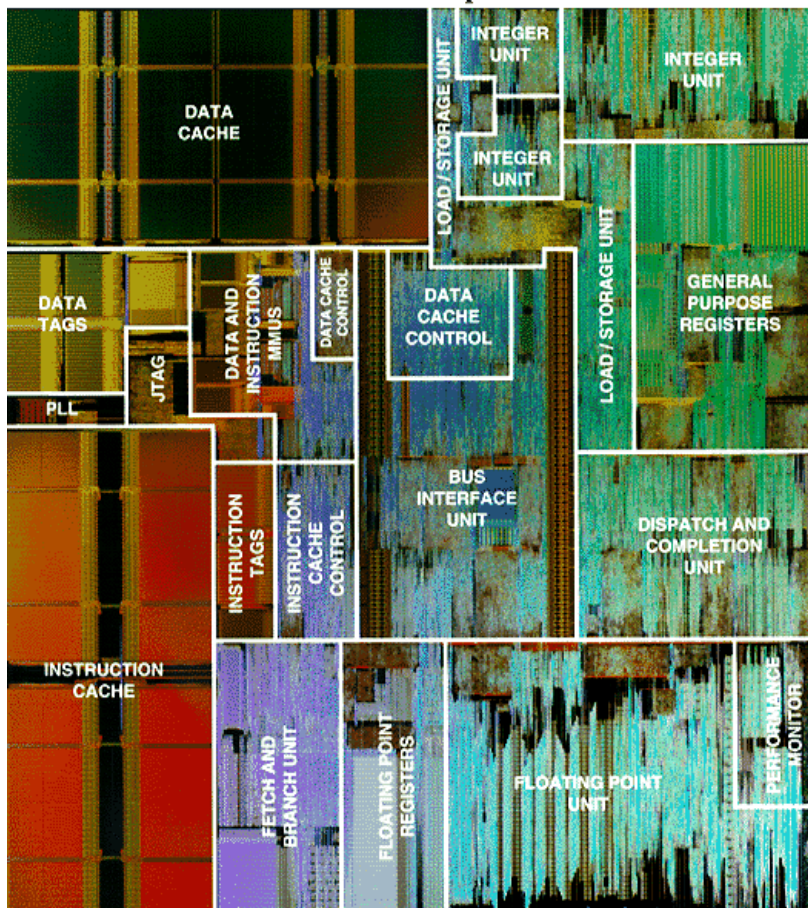 DATA
CACHE
LOAD / STORAGE UNIT
INTEGER
UNIT
INTEGER
UNIT
INTEGER UNIT
DATA
TAGS
JTAG
PLL
DATA AND
INSTRUCTION
MMUS
DATA CACHE
CONTROL
DATA
CACHE
CONTROL
LOAD / STORAGE UNIT
GENERAL
PURPOSE
REGISTERS
INSTRUCTION
CACHE
INSTRUCTION
TAGS
INSTRUCTION
CACHE
CONTROL
BUS
INTERFACE
UNIT
DISPATCH AND
COMPLETION
UNIT
FETCH AND
BRANCH UNIT
FLOATING POINT
REGISTERS
FLOATING POINT
UNIT
PERFORMANCE
MONITOR